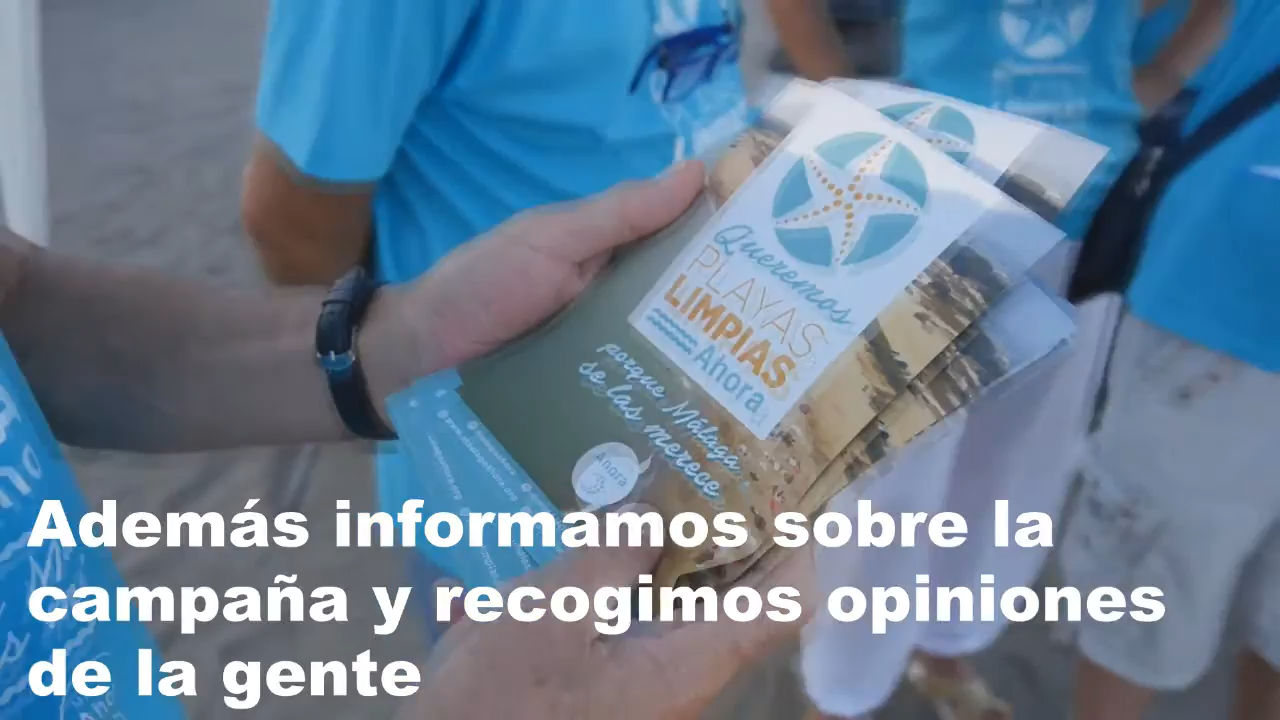 Queremos
PLAYAS
LIMPIAS
Ahora
porque Málaga
se las merece
Ahora
Además informamos sobre la
campaña y recogimos opiniones
de la gente